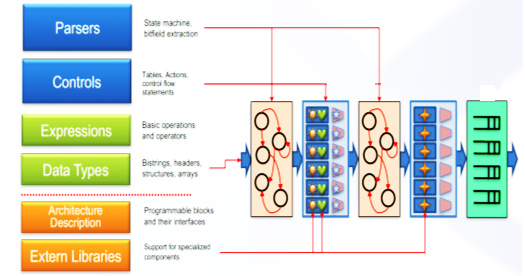 Parsers
State machine,
bitfield extraction
Controls
Tables, Actions,
control flow
statements
Expressions
Basic operations
and operators
Data Types
Bistrings, headers,
structures, arrays
Architecture
Description
Programmable blocks
and their interfaces
Extern Libraries
Support for specialized
components